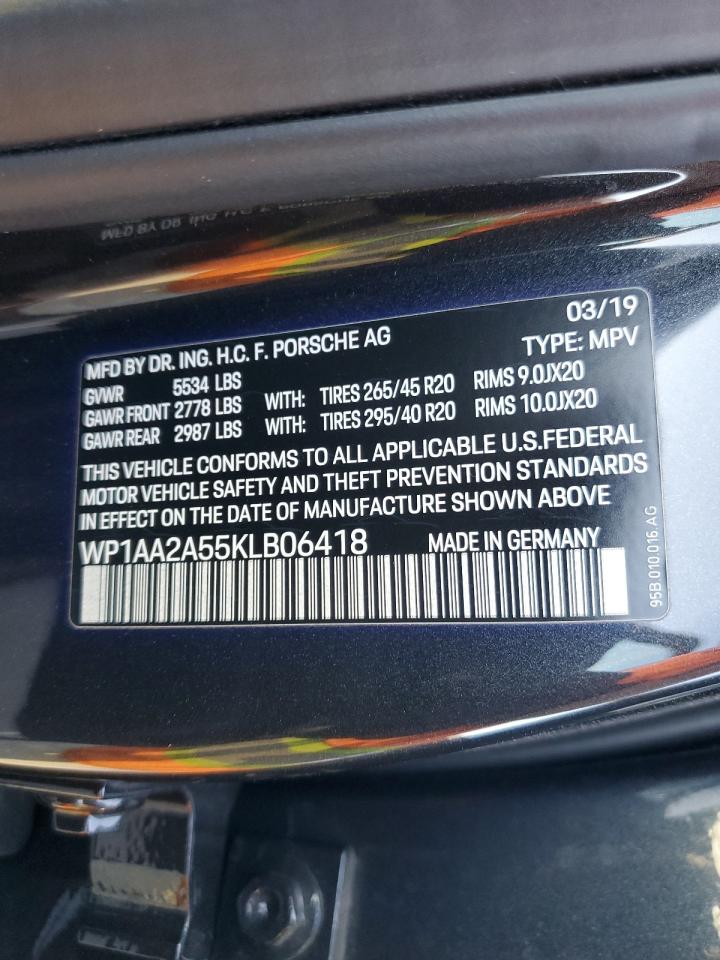 03/19
MFD BY DR. ING. H.C. F. PORSCHE AG TYPE: MPV
GVWR 5534 LBS
GAWR FRONT 2778 LBS WITH: TIRES 265/45 R20 RIMS 9.0JX20
GAWR REAR 2987 LBS WITH: TIRES 295/40 R20 RIMS 10.0JX20
THIS VEHICLE CONFORMS TO ALL APPLICABLE U.S.FEDERAL
MOTOR VEHICLE SAFETY AND THEFT PREVENTION STANDARDS
IN EFFECT ON THE DATE OF MANUFACTURE SHOWN ABOVE
WP1AA2A55KLB06418 MADE IN GERMANY
95B 010 016 AG